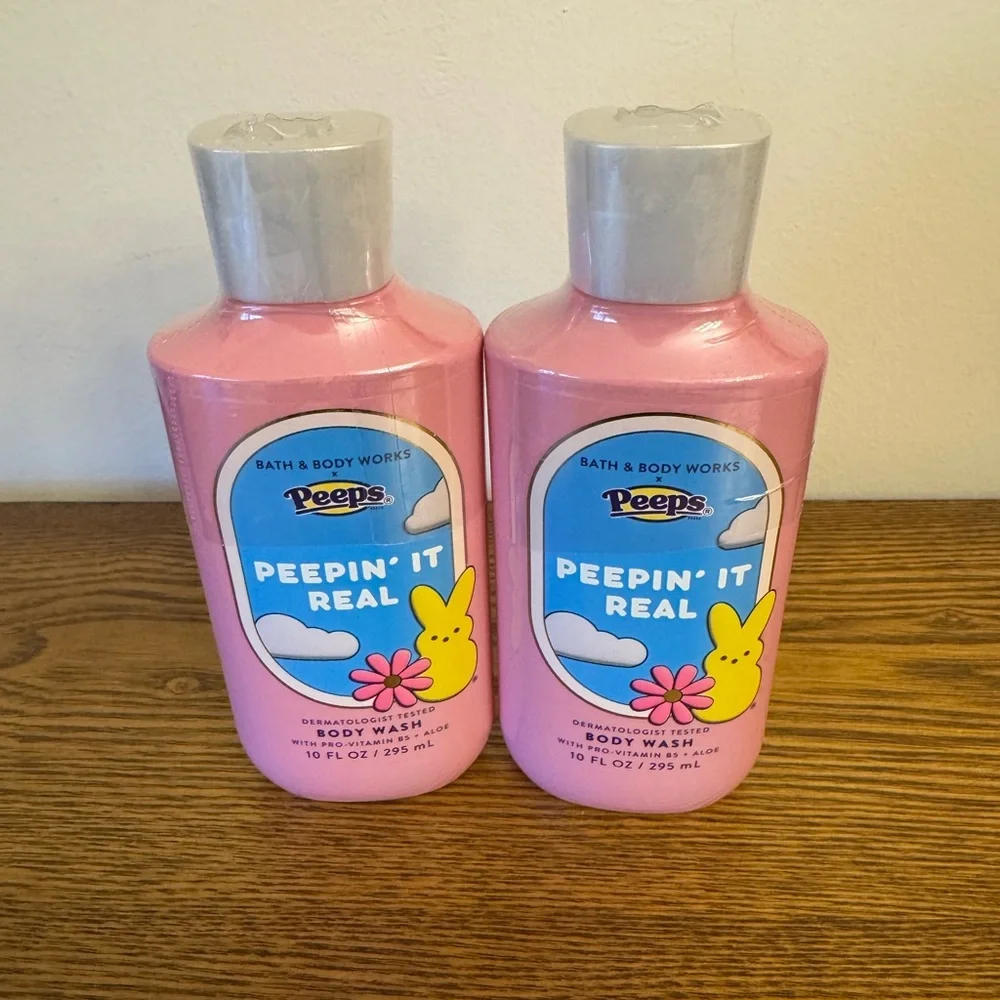 BATH & BODY WORKS
x
Peeps®
PEEPIN' IT
REAL
DERMATOLOGIST TESTED
BODY WASH
WITH PRO-VITAMIN B5 + ALOE
10 FL OZ / 295 mL
BATH & BODY WORKS
x
Peeps®
PEEPIN' IT
REAL
DERMATOLOGIST TESTED
BODY WASH
WITH PRO-VITAMIN B5 + ALOE
10 FL OZ / 295 mL